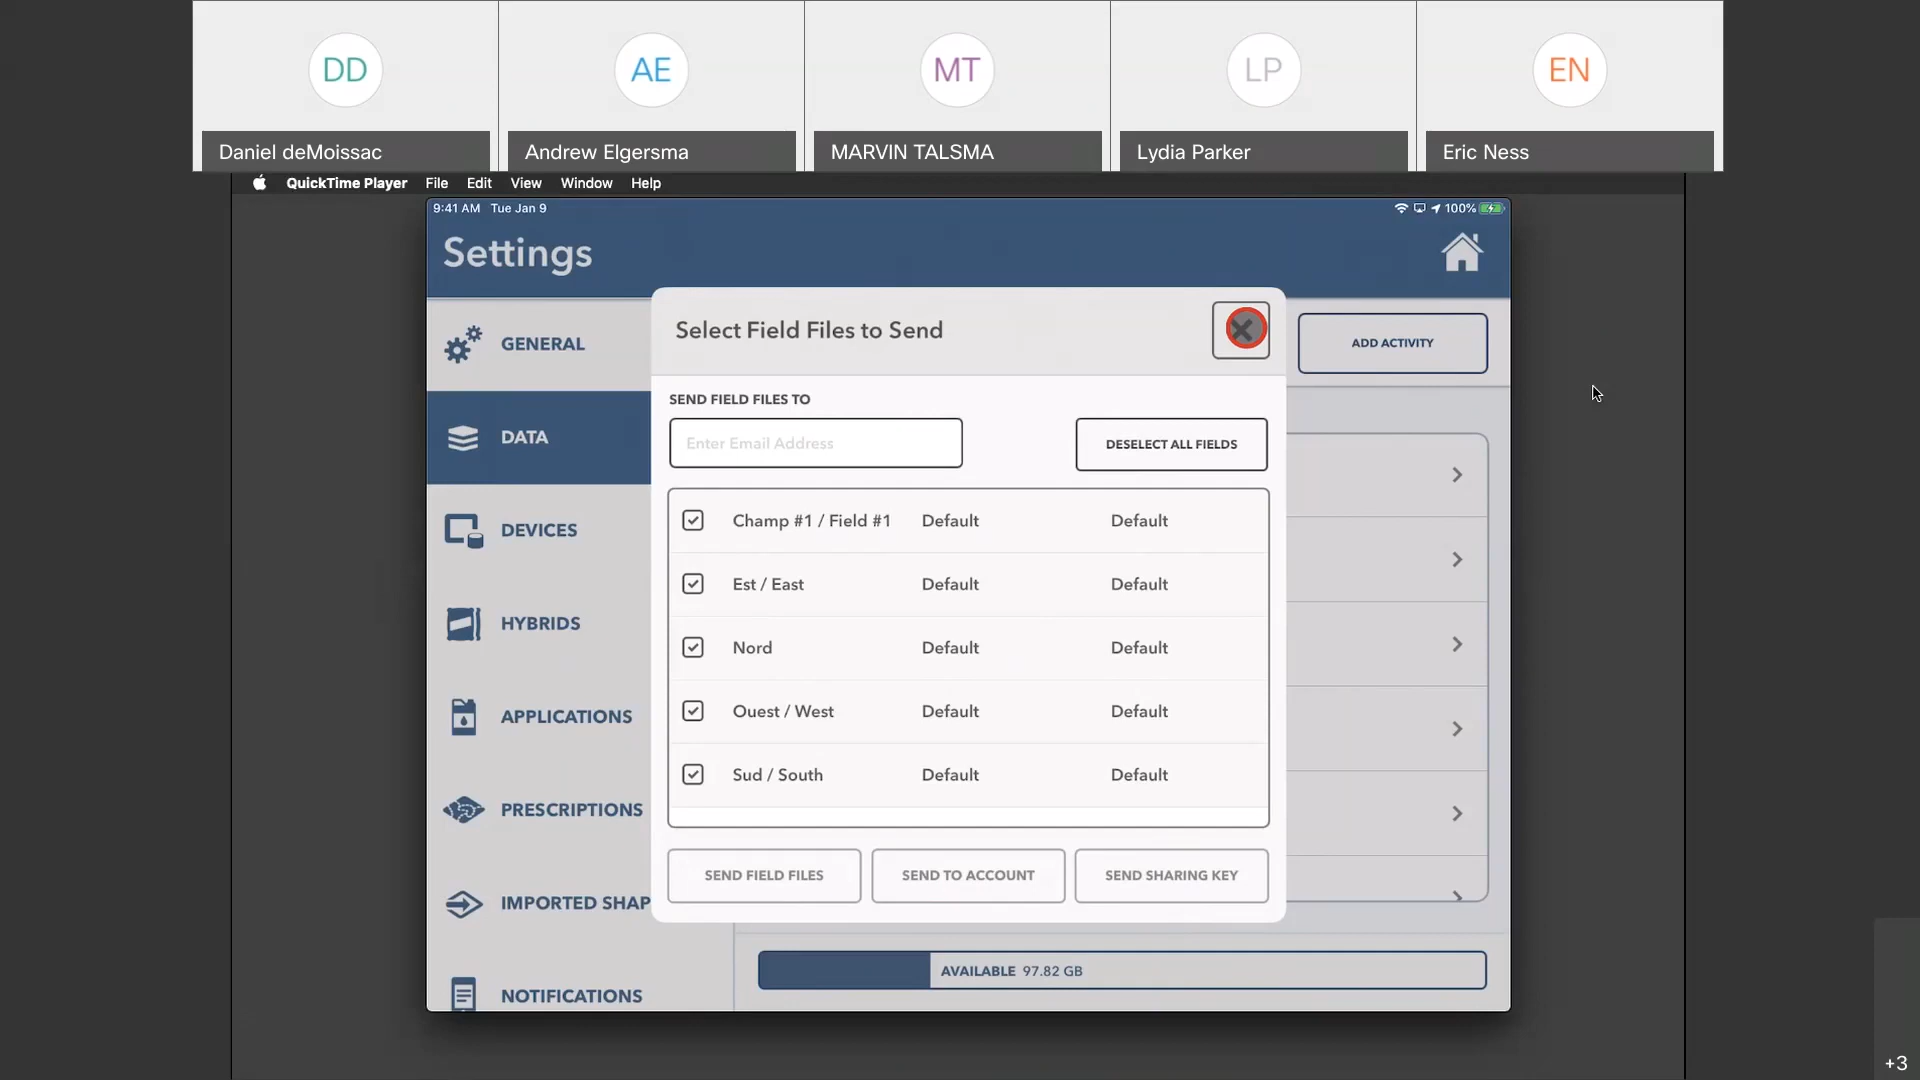 DD
AE
MT
LP
EN
Daniel deMoissac
Andrew Elgersma
MARVIN TALSMA
Lydia Parker
Eric Ness
QuickTime Player File Edit View Window Help
9:41 AM Tue Jan 9
100%
Settings
GENERAL
DATA
DEVICES
HYBRIDS
APPLICATIONS
PRESCRIPTIONS
IMPORTED SHAP
NOTIFICATIONS
Select Field Files to Send
ADD ACTIVITY
SEND FIELD FILES TO
Enter Email Address
DESELECT ALL FIELDS
Champ #1 / Field #1 Default Default
Est / East Default Default
Nord Default Default
Ouest / West Default Default
Sud / South Default Default
SEND FIELD FILES
SEND TO ACCOUNT
SEND SHARING KEY
AVAILABLE 97.82 GB
+3